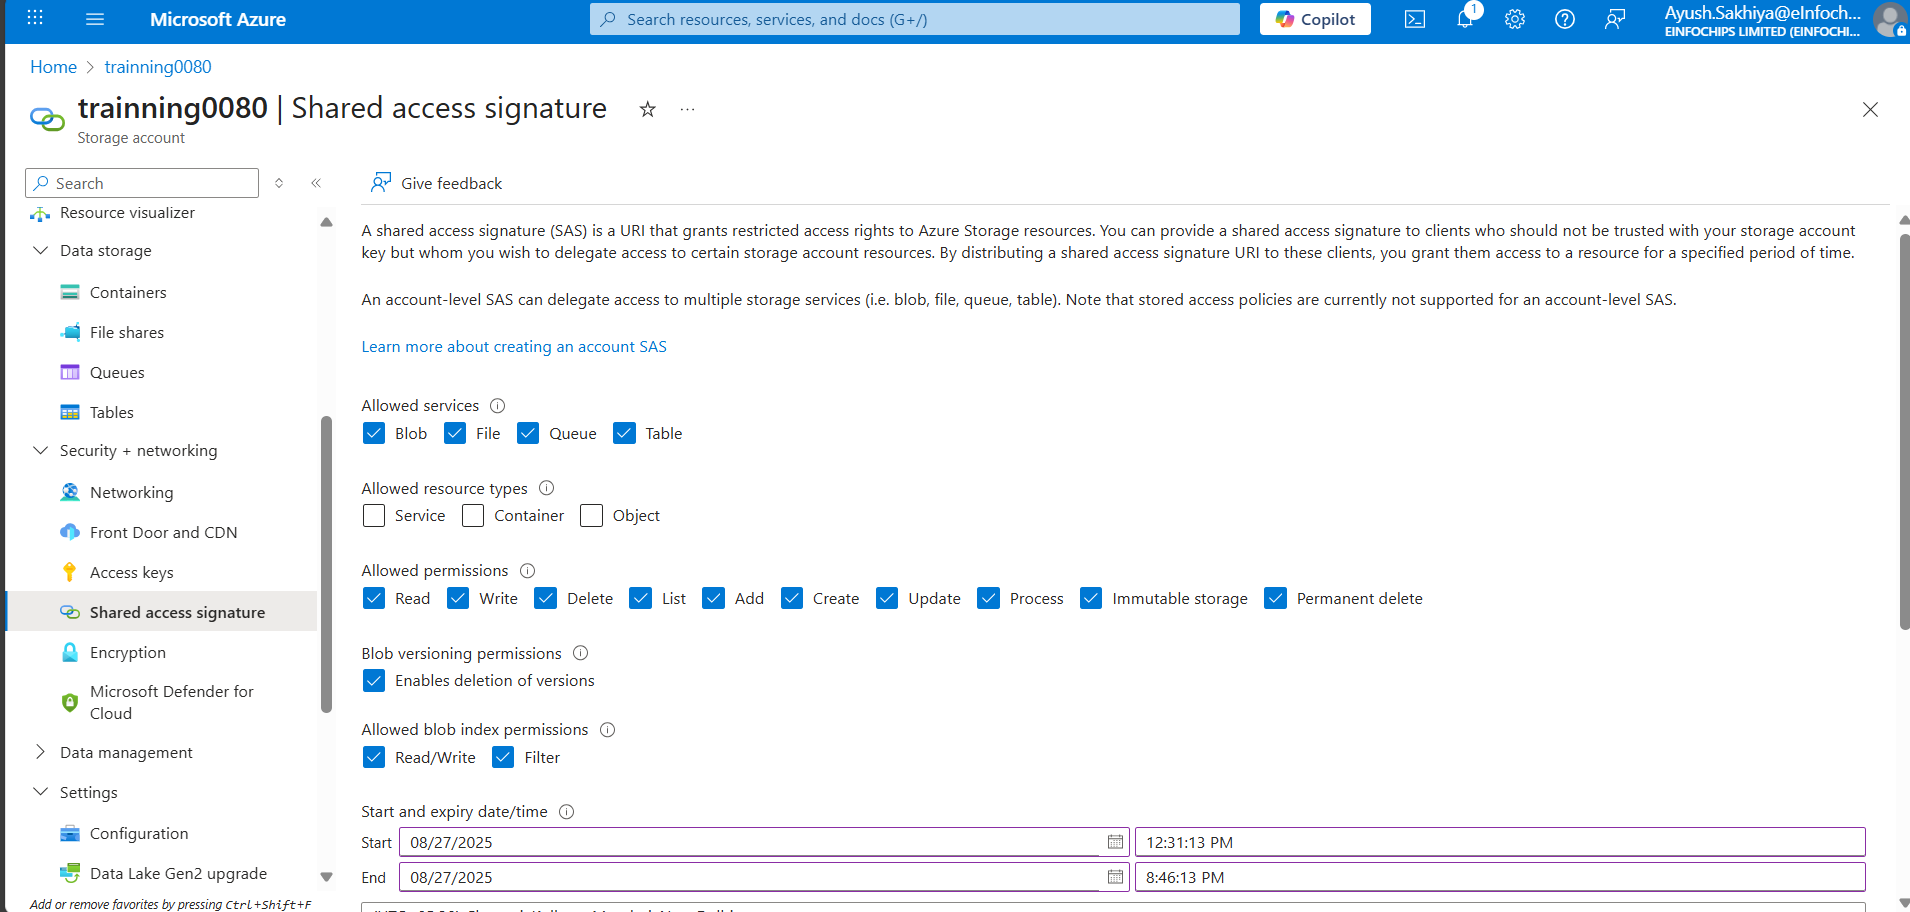 Microsoft Azure
Search resources, services, and docs (G+/)
Copilot
1
Ayush.Sakhiya@eInfoch...
EINFOCHIPS LIMITED (EINFOCHI...
Home > trainning0080
trainning0080 | Shared access signature
Storage account
Search
Give feedback
Resource visualizer
Data storage
Containers
File shares
Queues
Tables
Security + networking
Networking
Front Door and CDN
Access keys
Shared access signature
Encryption
Microsoft Defender for
Cloud
Data management
Settings
Configuration
Data Lake Gen2 upgrade
Add or remove favorites by pressing Ctrl+Shift+F
A shared access signature (SAS) is a URI that grants restricted access rights to Azure Storage resources. You can provide a shared access signature to clients who should not be trusted with your storage account
key but whom you wish to delegate access to certain storage account resources. By distributing a shared access signature URI to these clients, you grant them access to a resource for a specified period of time.
An account-level SAS can delegate access to multiple storage services (i.e. blob, file, queue, table). Note that stored access policies are currently not supported for an account-level SAS.
Learn more about creating an account SAS
Allowed services
Blob File Queue Table
Allowed resource types
Service Container Object
Allowed permissions
Read Write Delete List Add Create Update Process Immutable storage Permanent delete
Blob versioning permissions
Enables deletion of versions
Allowed blob index permissions
Read/Write Filter
Start and expiry date/time
Start 08/27/2025 12:31:13 PM
End 08/27/2025 8:46:13 PM